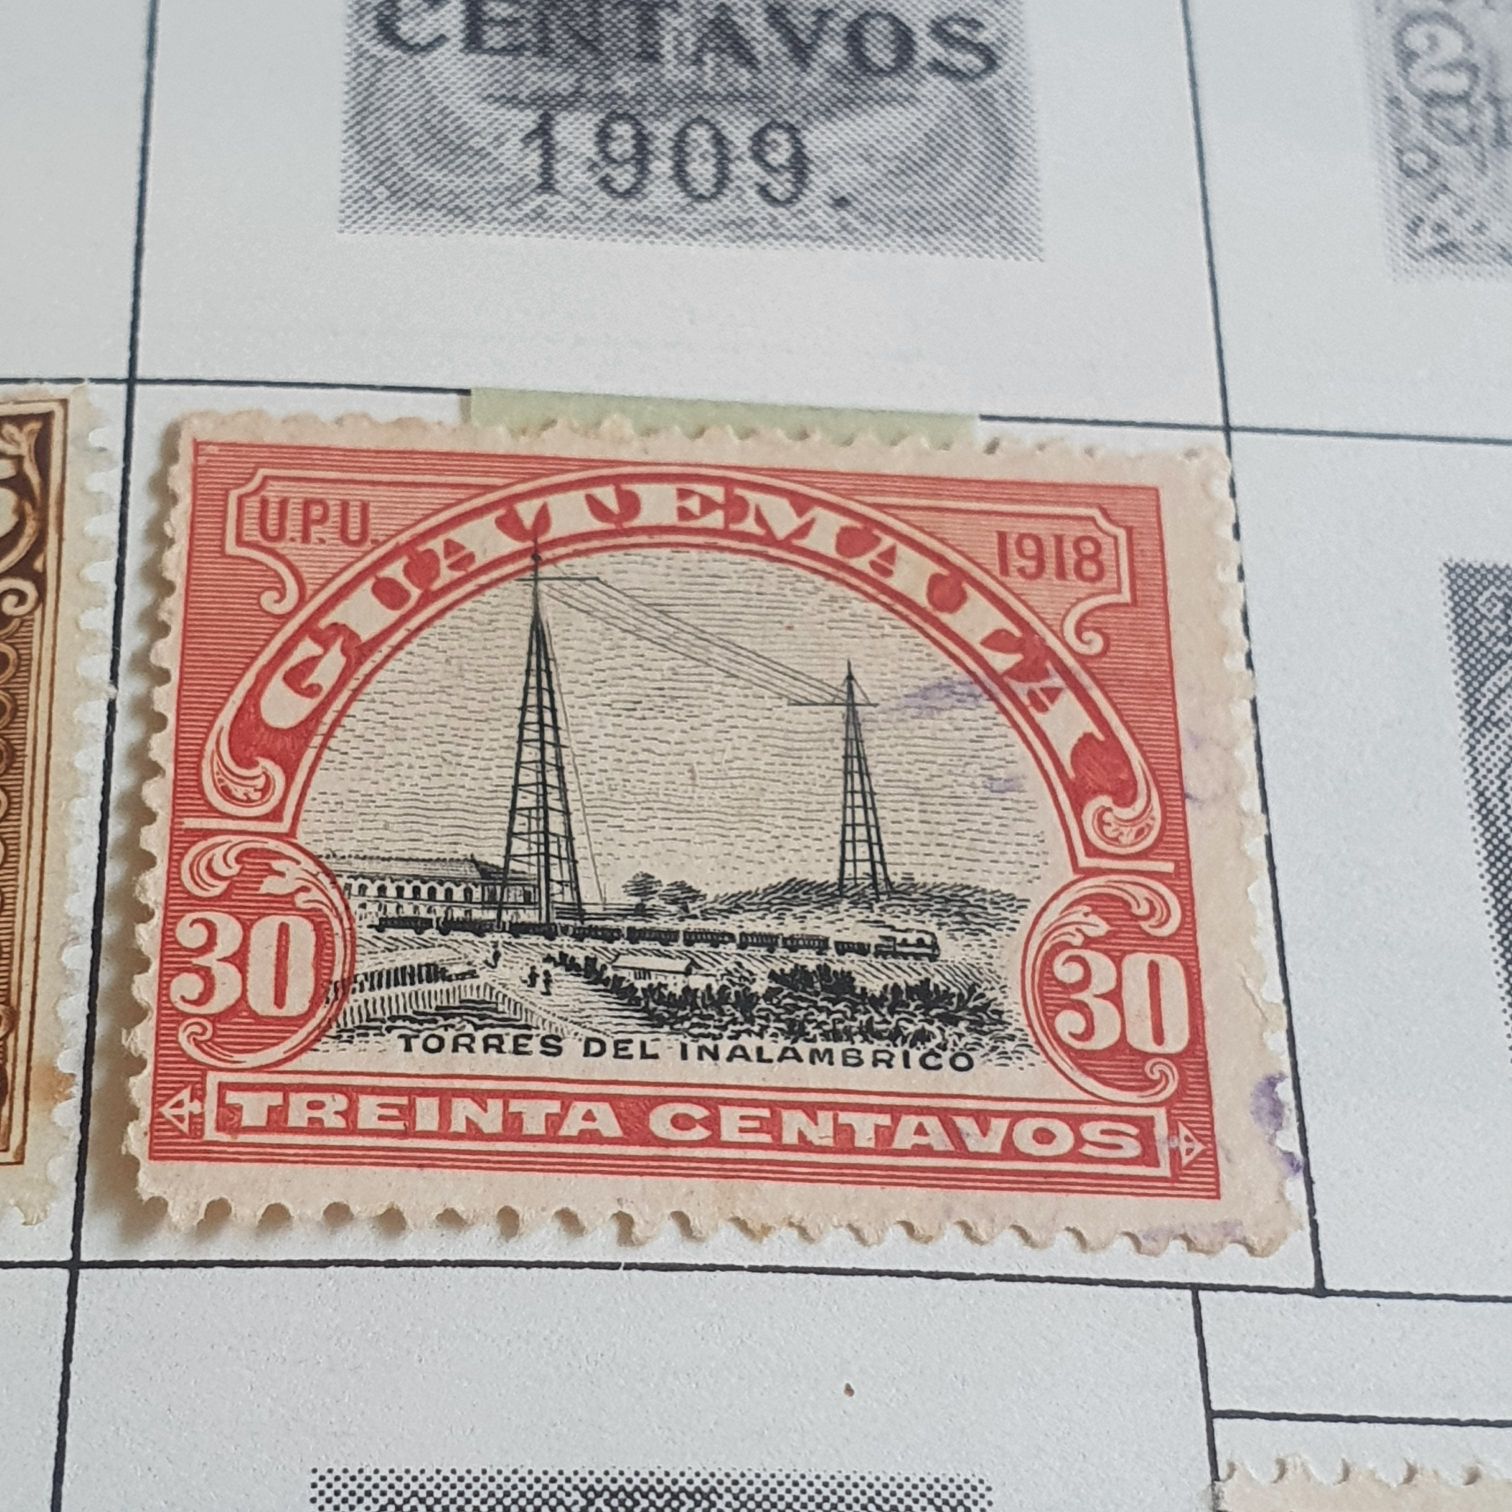 CENTAVOS
1909.
U.P.U. GUATEMALA 1918
30 30
TORRES DEL INALAMBRICO
TREINTA CENTAVOS